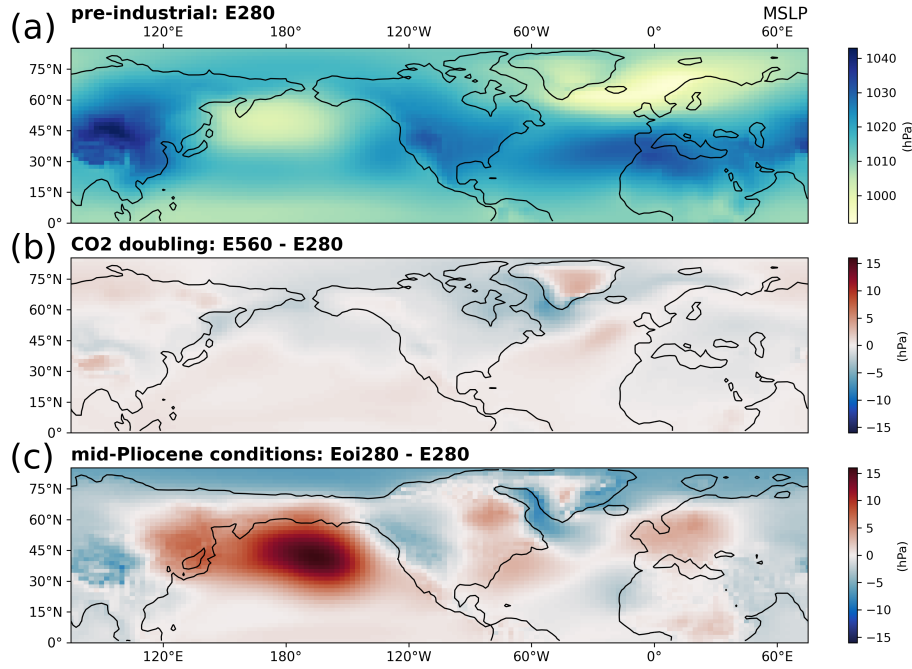 (a) pre-industrial: E280 MSLP
120°E 180° 120°W 60°W 0° 60°E
75°N
60°N
45°N
30°N
15°N
0°
1040
1030
1020
1010
1000
(hPa)
(b) CO2 doubling: E560 - E280
75°N
60°N
45°N
30°N
15°N
0°
15
10
5
0
−5
−10
−15
(hPa)
(c) mid-Pliocene conditions: Eoi280 - E280
75°N
60°N
45°N
30°N
15°N
0°
15
10
5
0
−5
−10
−15
(hPa)
120°E 180° 120°W 60°W 0° 60°E